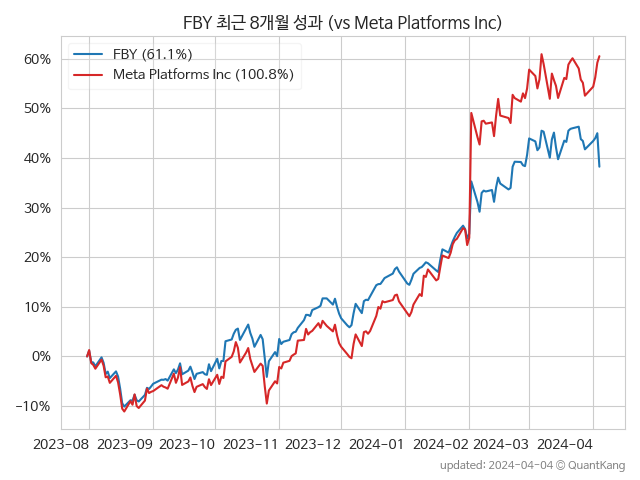 FBY 최근 8개월 성과 (vs Meta Platforms Inc)
FBY (61.1%)
Meta Platforms Inc (100.8%)
60%
50%
40%
30%
20%
10%
0%
−10%
2023−08 2023−09 2023−10 2023−11 2023−12 2024−01 2024−02 2024−03 2024−04
updated: 2024−04−04 © QuantKang